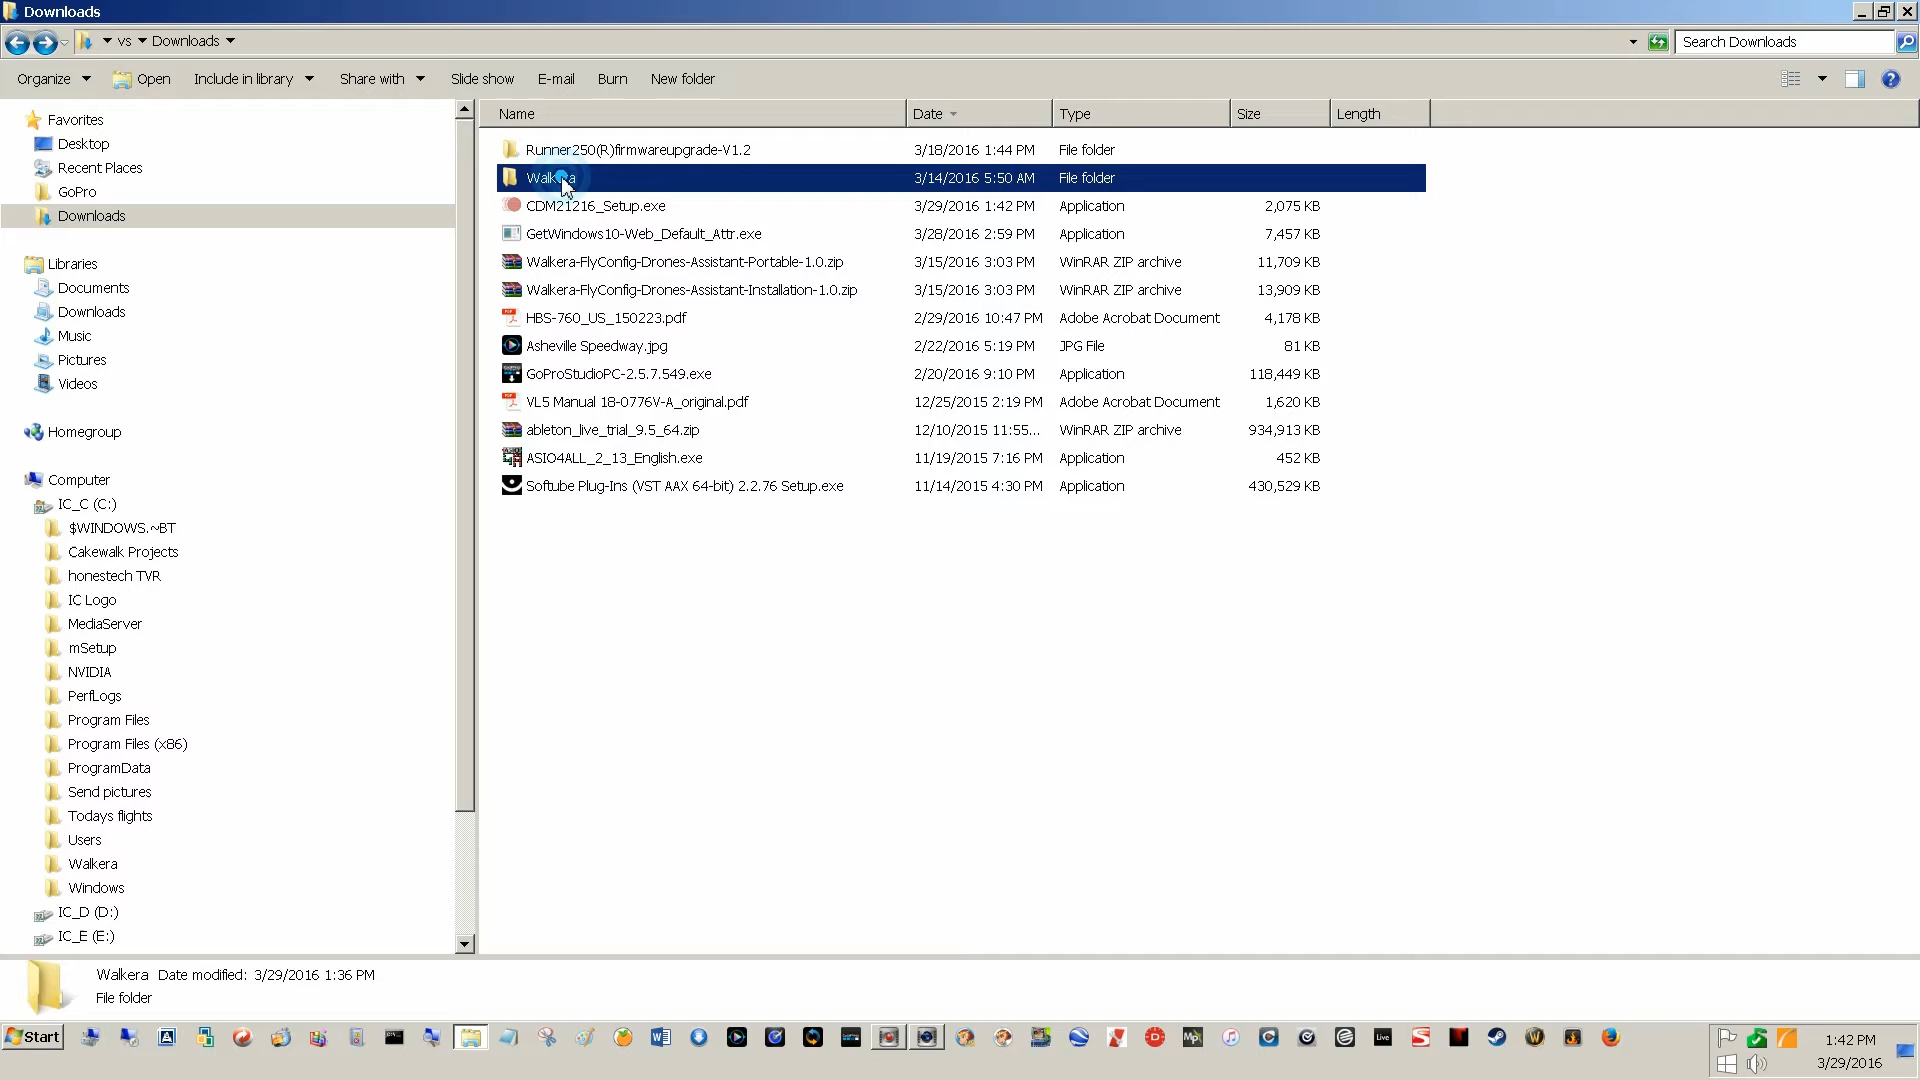 Downloads
vs Downloads
Search Downloads
Organize Open Include in library Share with Slide show E-mail Burn New folder
Favorites
Desktop
Recent Places
GoPro
Downloads
Libraries
Documents
Downloads
Music
Pictures
Videos
Homegroup
Computer
IC_C (C:)
$WINDOWS.~BT
Cakewalk Projects
honestech TVR
IC Logo
MediaServer
mSetup
NVIDIA
PerfLogs
Program Files
Program Files (x86)
ProgramData
Send pictures
Todays flights
Users
Walkera
Windows
IC_D (D:)
IC_E (E:)
Name Date Type Size Length
Runner250(R)firmwareupgrade-V1.2 3/18/2016 1:44 PM File folder
Walkera 3/14/2016 5:50 AM File folder
CDM21216_Setup.exe 3/29/2016 1:42 PM Application 2,075 KB
GetWindows10-Web_Default_Attr.exe 3/28/2016 2:59 PM Application 7,457 KB
Walkera-FlyConfig-Drones-Assistant-Portable-1.0.zip 3/15/2016 3:03 PM WinRAR ZIP archive 11,709 KB
Walkera-FlyConfig-Drones-Assistant-Installation-1.0.zip 3/15/2016 3:03 PM WinRAR ZIP archive 13,909 KB
HBS-760_US_150223.pdf 2/29/2016 10:47 PM Adobe Acrobat Document 4,178 KB
Asheville Speedway.jpg 2/22/2016 5:19 PM JPG File 81 KB
GoProStudioPC-2.5.7.549.exe 2/20/2016 9:10 PM Application 118,449 KB
VL5 Manual 18-0776V-A_original.pdf 12/25/2015 2:19 PM Adobe Acrobat Document 1,620 KB
ableton_live_trial_9.5_64.zip 12/10/2015 11:55... WinRAR ZIP archive 934,913 KB
ASIO4ALL_2_13_English.exe 11/19/2015 7:16 PM Application 452 KB
Softube Plug-Ins (VST AAX 64-bit) 2.2.76 Setup.exe 11/14/2015 4:30 PM Application 430,529 KB
Walkera Date modified: 3/29/2016 1:36 PM
File folder
Start
1:42 PM
3/29/2016